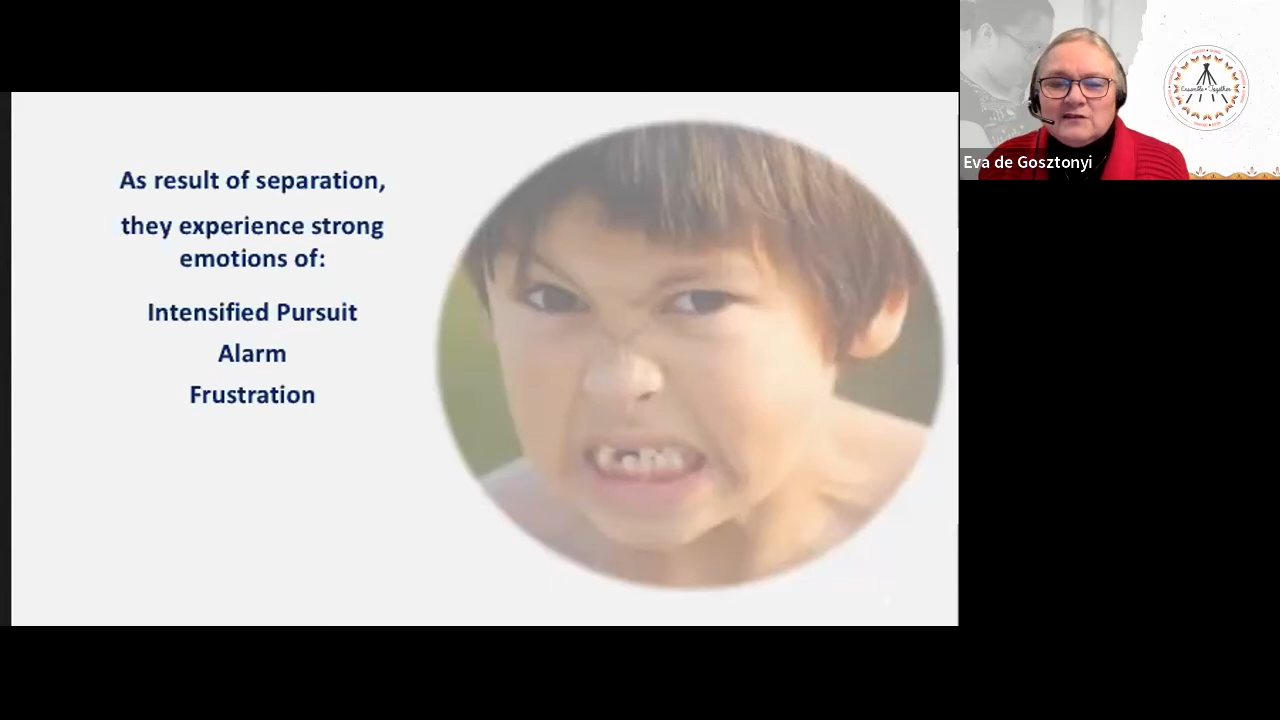 As result of separation,
they experience strong
emotions of:
Intensified Pursuit
Alarm
Frustration
Eva de Gosztonyi
Ensemble • Together